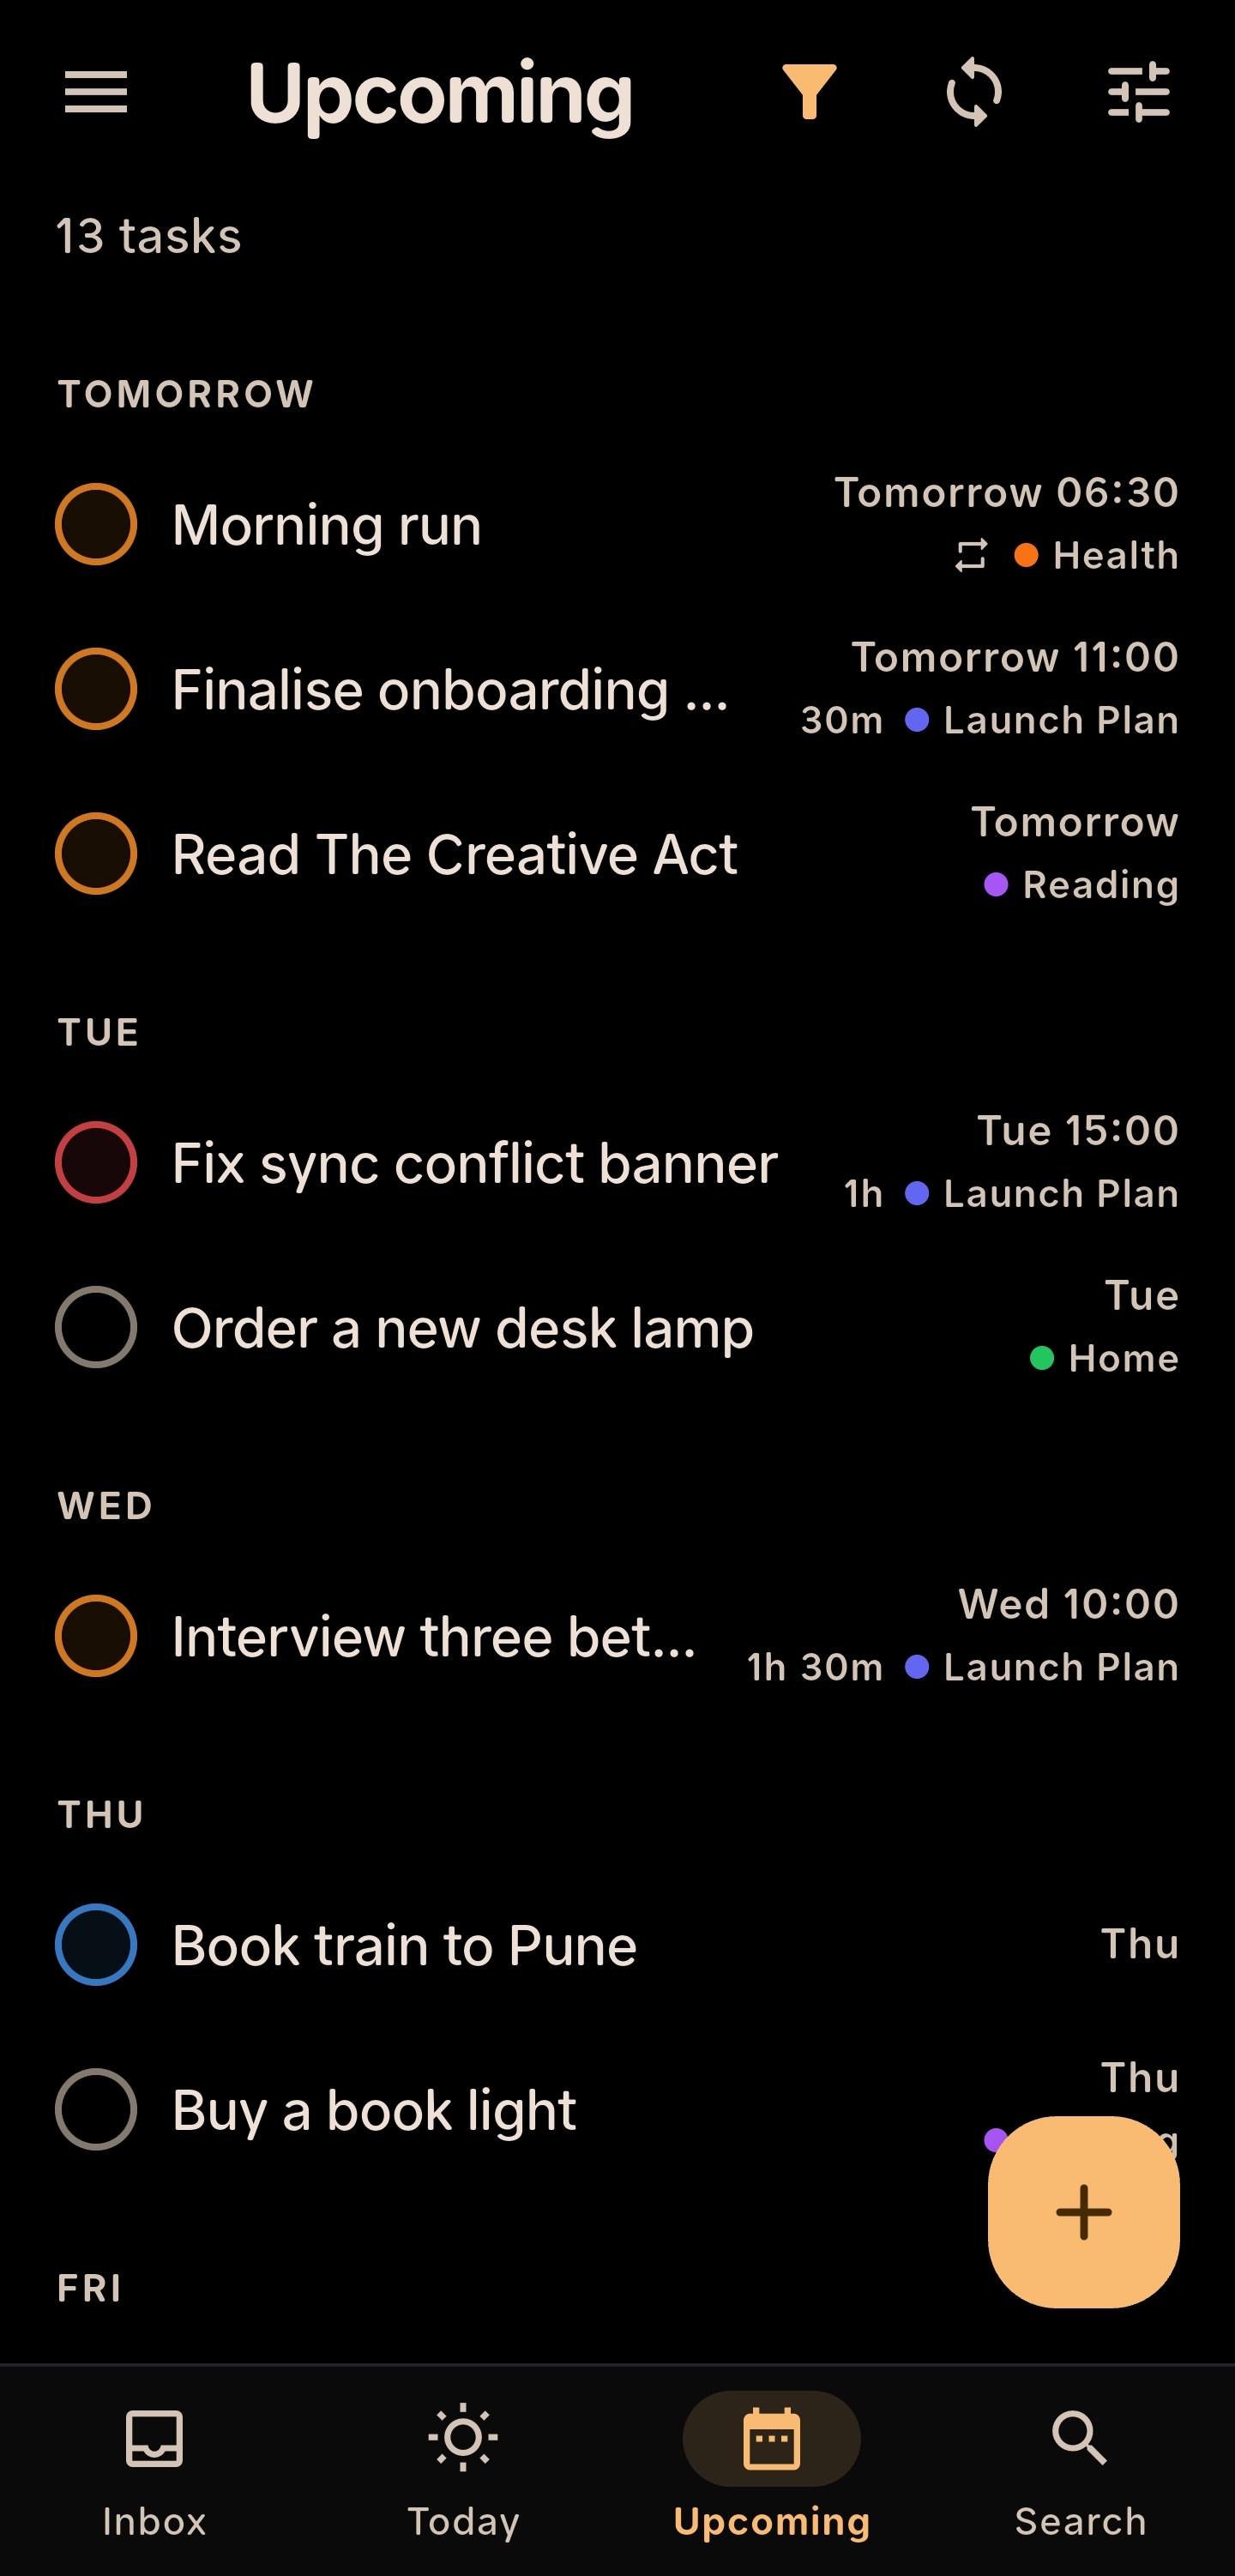 Upcoming
13 tasks
TOMORROW
Morning run
Tomorrow 06:30
Health
Finalise onboarding ...
Tomorrow 11:00
30m Launch Plan
Read The Creative Act
Tomorrow
Reading
TUE
Fix sync conflict banner
Tue 15:00
1h Launch Plan
Order a new desk lamp
Tue
Home
WED
Interview three bet...
Wed 10:00
1h 30m Launch Plan
THU
Book train to Pune
Thu
Buy a book light
Thu
FRI
Inbox
Today
Upcoming
Search